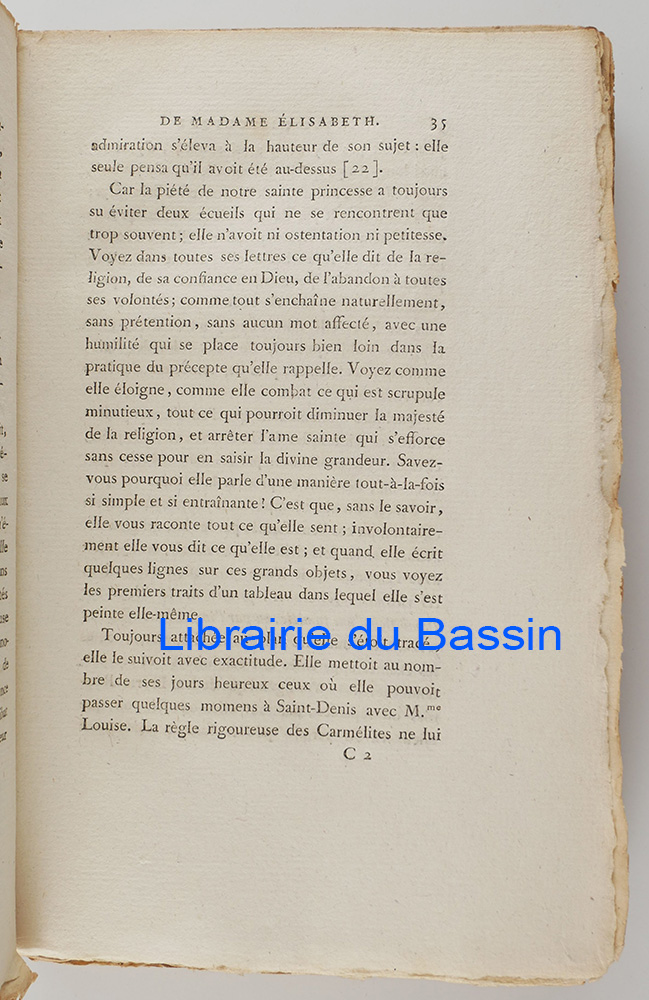 DE MADAME ÉLISABETH. 35
admiration s'éleva à la hauteur de son sujet : elle
seule pensa qu'il avoit été au-dessus [22].
Car la piété de notre sainte princesse a toujours
su éviter deux écueils qui ne se rencontrent que
trop souvent ; elle n'avoit ni ostentation ni petitesse.
Voyez dans toutes ses lettres ce qu'elle dit de la re-
ligion, de sa confiance en Dieu, de l'abandon à toutes
ses volontés ; comme tout s'enchaîne naturellement,
sans prétention, sans aucun mot affecté, avec une
humilité qui se place toujours bien loin dans la
pratique du précepte qu'elle rappelle. Voyez comme
elle éloigne, comme elle combat ce qui est scrupule
minutieux, tout ce qui pourroit diminuer la majesté
de la religion, et arrêter l'ame sainte qui s'efforce
sans cesse pour en saisir la divine grandeur. Savez-
vous pourquoi elle parle d'une manière tout-à-la-fois
si simple et si entraînante ! C'est que, sans le savoir,
elle vous raconte tout ce qu'elle sent ; involontaire-
ment elle vous dit ce qu'elle est ; et quand elle écrit
quelques lignes sur ces grands objets, vous voyez
les premiers traits d'un tableau dans lequel elle s'est
peinte elle-même.
Toujours attachée au plan qu'elle s'étoit tracé,
Librairie du Bassin
elle le suivoit avec exactitude. Elle mettoit au nom-
bre de ses jours heureux ceux où elle pouvoit
passer quelques momens à Saint-Denis avec M.me
Louise. La règle rigoureuse des Carmélites ne lui
C 2